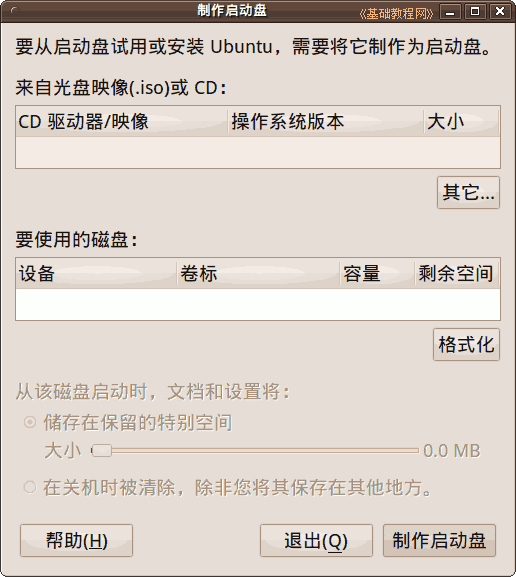 制作启动盘
《基础教程网》
要从启动盘试用或安装 Ubuntu，需要将它制作为启动盘。
来自光盘映像(.iso)或 CD：
CD 驱动器/映像 操作系统版本 大小
其它...
要使用的磁盘：
设备 卷标 容量 剩余空间
格式化
从该磁盘启动时，文档和设置将：
储存在保留的特别空间
大小 0.0 MB
在关机时被清除，除非您将其保存在其他地方。
帮助(H) 退出(Q) 制作启动盘